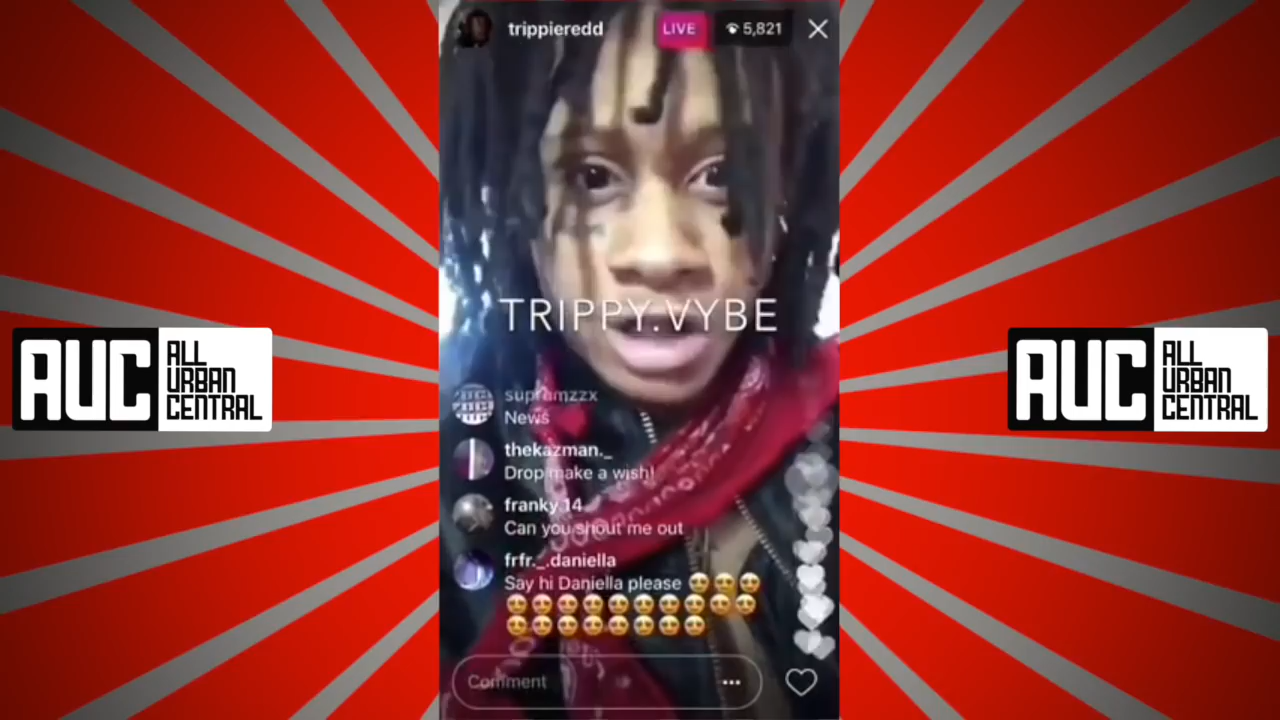 trippieredd
LIVE
5,821
TRIPPY.VYBE
AUC
ALL
URBAN
CENTRAL
AUC
ALL
URBAN
CENTRAL
supramzzx
News
thekazman._
Drop make a wish!
franky.14
Can you shout me out
frfr._.daniella
Say hi Daniella please 😍😍😍
😍😍😍😍😍😍😍😍😍😍
😍😍😍😍😍😍😍😍
Comment